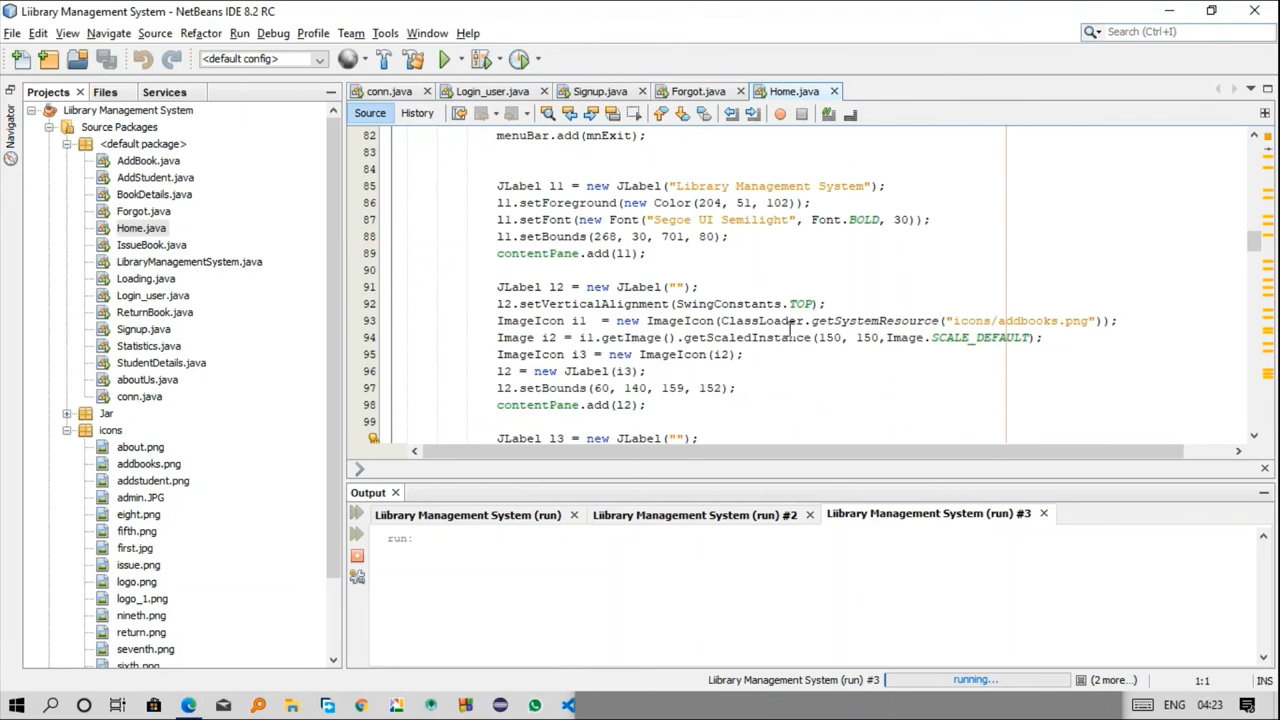 Liibrary Management System - NetBeans IDE 8.2 RC
File Edit View Navigate Source Refactor Run Debug Profile Team Tools Window Help
Search (Ctrl+I)
<default config>
Projects Files Services
conn.java Login_user.java Signup.java Forgot.java Home.java
Source History
Navigator
Liibrary Management System
Source Packages
<default package>
AddBook.java
AddStudent.java
BookDetails.java
Forgot.java
Home.java
IssueBook.java
LibraryManagementSystem.java
Loading.java
Login_user.java
ReturnBook.java
Signup.java
Statistics.java
StudentDetails.java
aboutUs.java
conn.java
Jar
icons
about.png
addbooks.png
addstudent.png
admin.JPG
eight.png
fifth.png
first.jpg
issue.png
logo.png
logo_1.png
nineth.png
return.png
seventh.png
sixth.png
82 menuBar.add(mnExit);
83
84
85 JLabel l1 = new JLabel("Library Management System");
86 l1.setForeground(new Color(204, 51, 102));
87 l1.setFont(new Font("Segoe UI Semilight", Font.BOLD, 30));
88 l1.setBounds(268, 30, 701, 80);
89 contentPane.add(l1);
90
91 JLabel l2 = new JLabel("");
92 l2.setVerticalAlignment(SwingConstants.TOP);
93 ImageIcon i1  = new ImageIcon(ClassLoader.getSystemResource("icons/addbooks.png"));
94 Image i2 = i1.getImage().getScaledInstance(150, 150,Image.SCALE_DEFAULT);
95 ImageIcon i3 = new ImageIcon(i2);
96 l2 = new JLabel(i3);
97 l2.setBounds(60, 140, 159, 152);
98 contentPane.add(l2);
99
JLabel l3 = new JLabel("");
Output
Liibrary Management System (run) Liibrary Management System (run) #2 Liibrary Management System (run) #3
run:
Liibrary Management System (run) #3 running... (2 more...) 1:1 INS
ENG 04:23